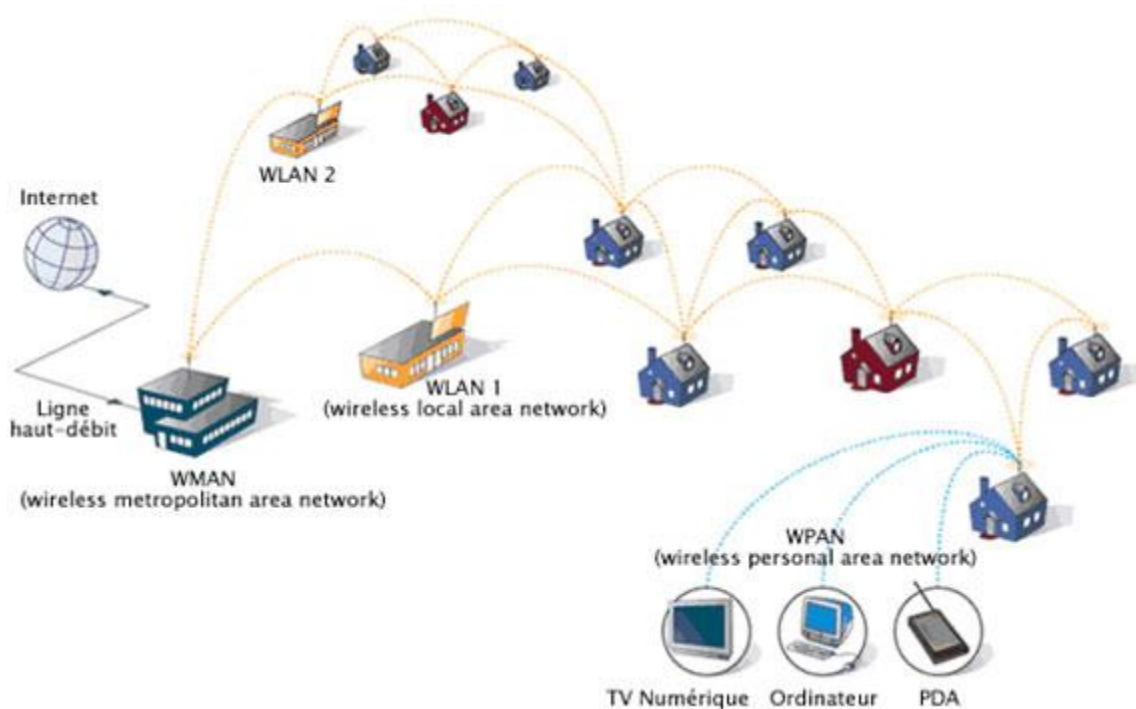 WLAN 2
Internet
WLAN 1
(wireless local area network)
Ligne
haut-débit
WMAN
(wireless metropolitan area network)
WPAN
(wireless personal area network)
TV Numérique
Ordinateur
PDA